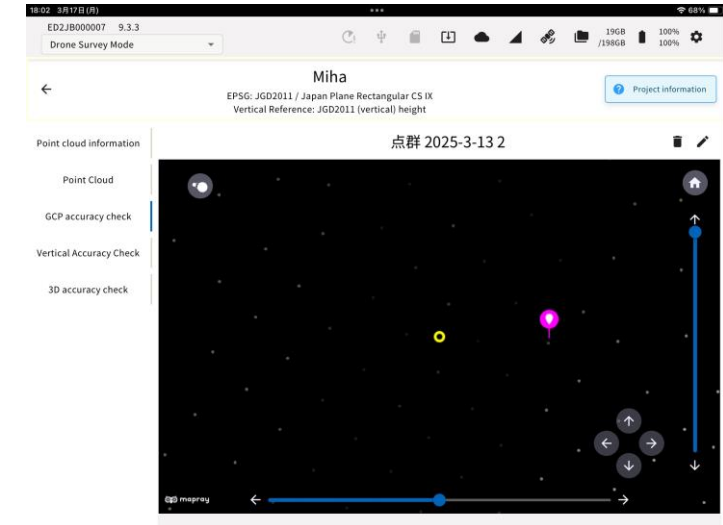 18:02 3月17日(月)
68%
ED2JB000007 9.3.3
Drone Survey Mode
19GB
/198GB
100%
100%
Miha
EPSG: JGD2011 / Japan Plane Rectangular CS IX
Vertical Reference: JGD2011 (vertical) height
Project information
Point cloud information
点群 2025-3-13 2
Point Cloud
GCP accuracy check
Vertical Accuracy Check
3D accuracy check
mapray